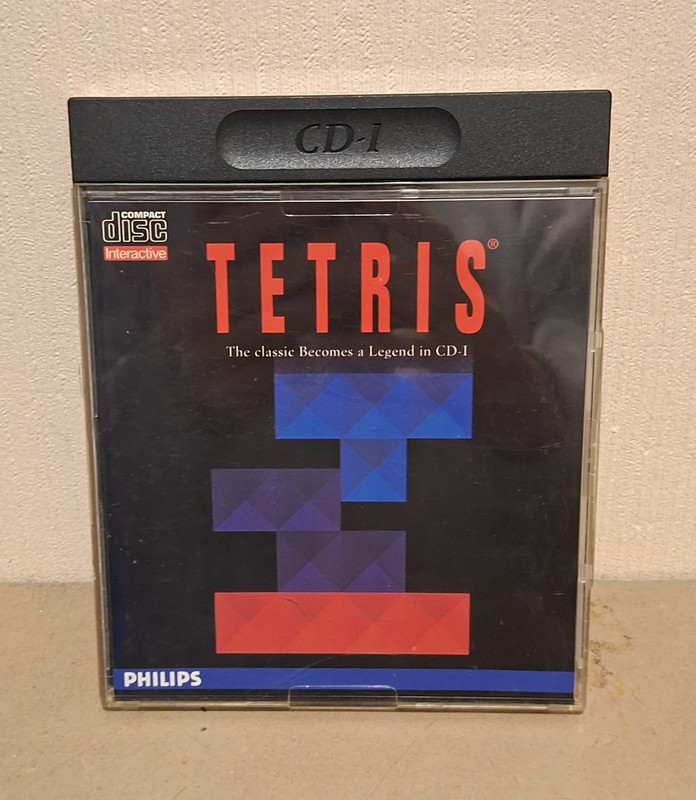 CD-I
COMPACT
disc
Interactive
TETRIS®
The classic Becomes a Legend in CD-I
PHILIPS